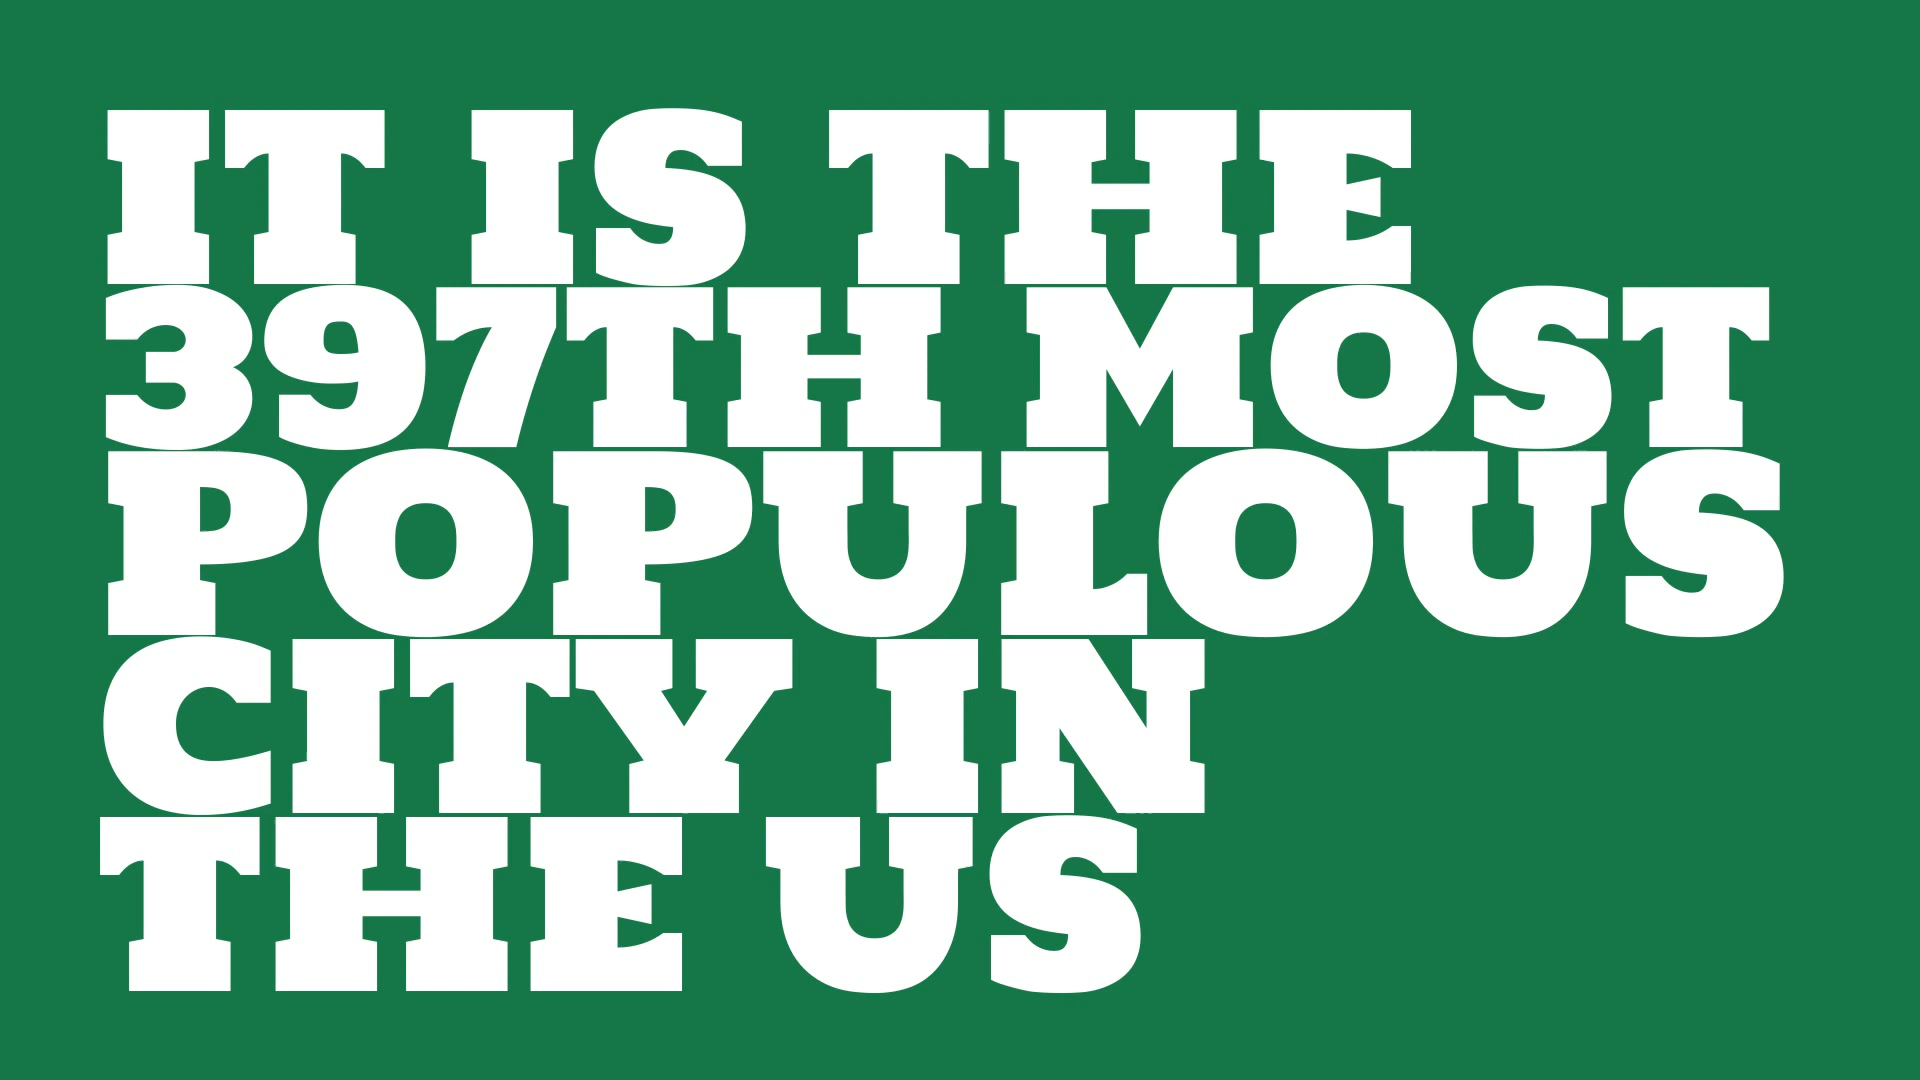 IT IS THE
397TH MOST
POPULOUS
CITY IN
THE US